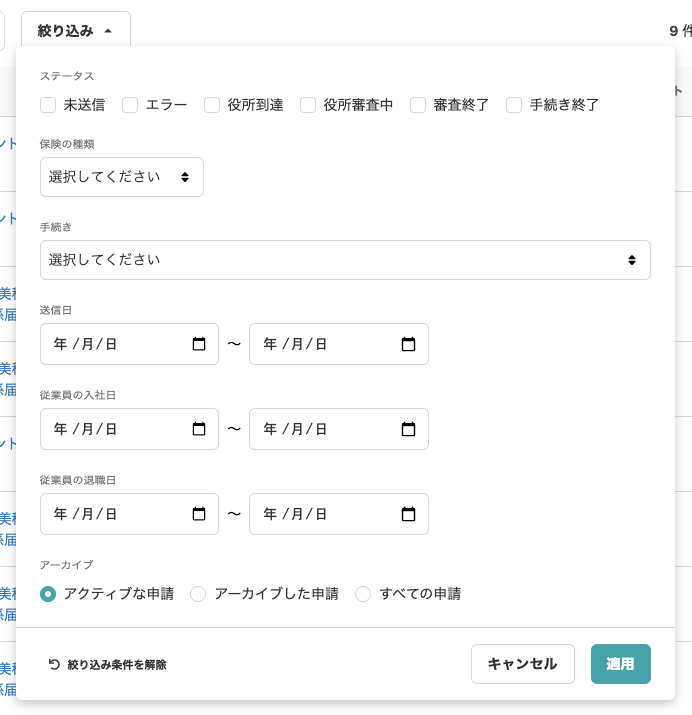 絞り込み
9 件
ステータス
未送信 エラー 役所到達 役所審査中 審査終了 手続き終了
保険の種類
選択してください
手続き
選択してください
送信日
年 /月/日 〜 年 /月/日
従業員の入社日
年 /月/日 〜 年 /月/日
従業員の退職日
年 /月/日 〜 年 /月/日
アーカイブ
アクティブな申請 アーカイブした申請 すべての申請
絞り込み条件を解除 キャンセル 適用